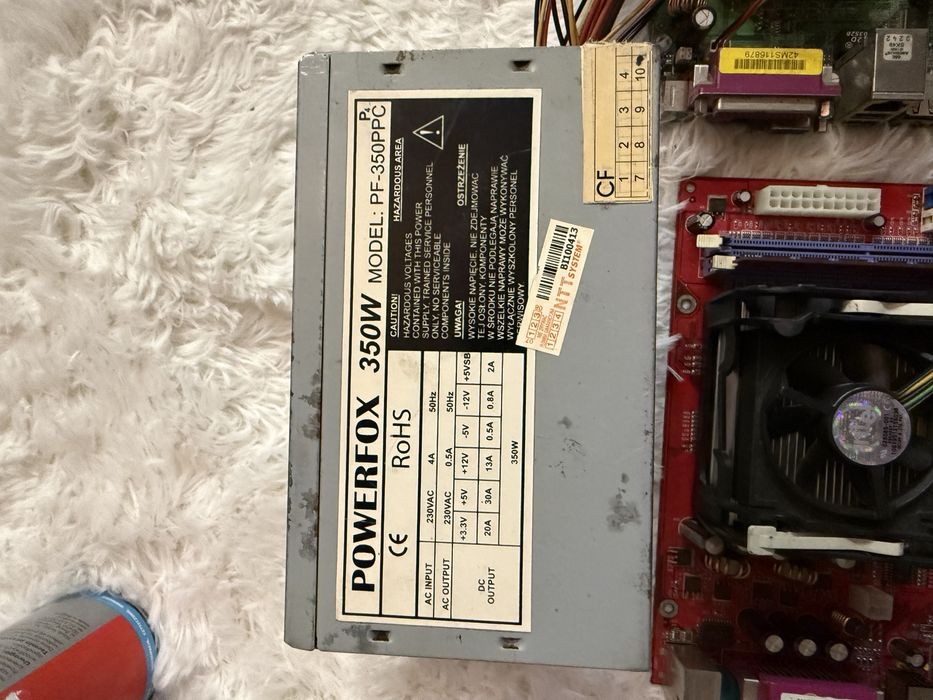 POWERFOX 350W MODEL: PF-350PPC P4
CE RoHS
CAUTION! HAZARDOUS AREA
HAZARDOUS VOLTAGES
CONTAINED WITH THIS POWER
SUPPLY, TRAINED SERVICE PERSONNEL
ONLY. NO SERVICEABLE
COMPONENTS INSIDE
UWAGA! OSTRZEŻENIE
WYSOKIE NAPIĘCIE, NIE ZDEJMOWAĆ
TEJ OSŁONY, KOMPONENTY
W ŚRODKU NIE PODLEGAJĄ NAPRAWIE
WSZELKIE NAPRAWY MOŻE WYKONYWAĆ
WYŁĄCZNIE WYSZKOLONY PERSONEL
SERWISOWY
AC INPUT 230VAC 4A 50Hz
AC OUTPUT 230VAC 0.5A 50Hz
DC OUTPUT +3.3V +5V +12V -5V -12V +5VSB
20A 30A 13A 0.5A 0.8A 2A
350W
CF
1 2 3 4
7 8 9 10
BI100413
NTT SYSTEM
42MS116879